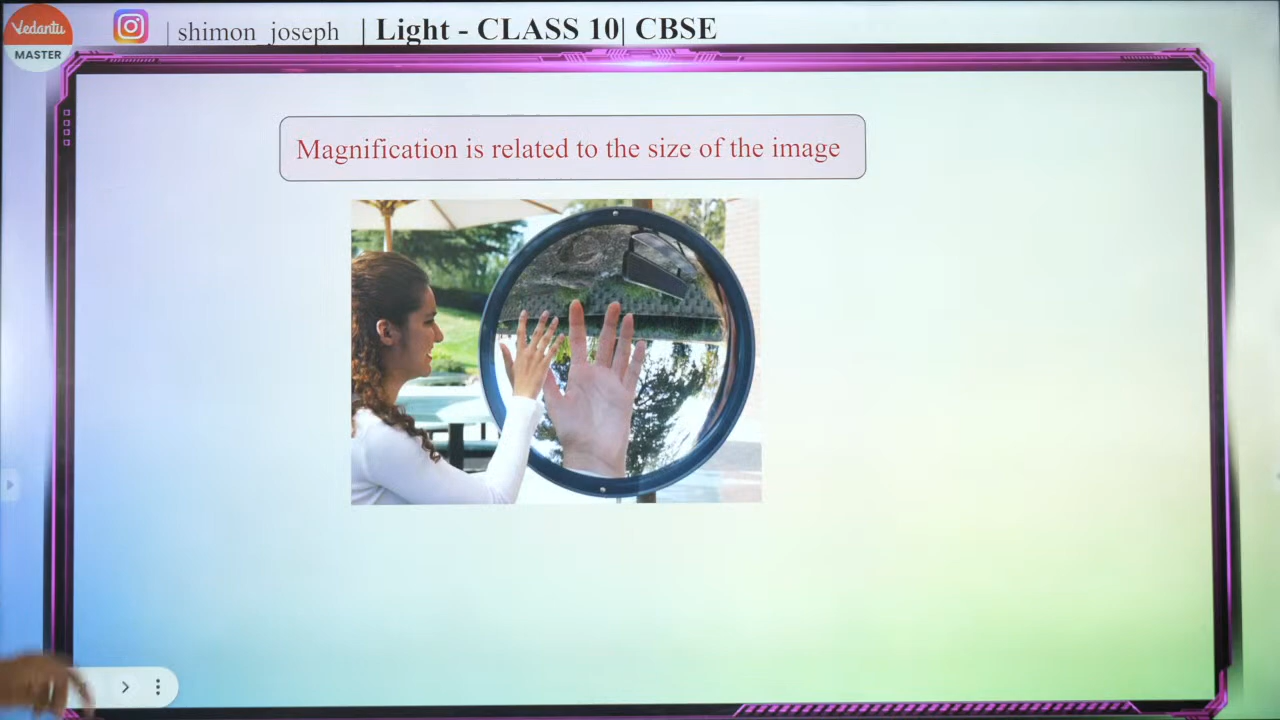 Vedantu
MASTER
| shimon_joseph | Light - CLASS 10| CBSE
Magnification is related to the size of the image